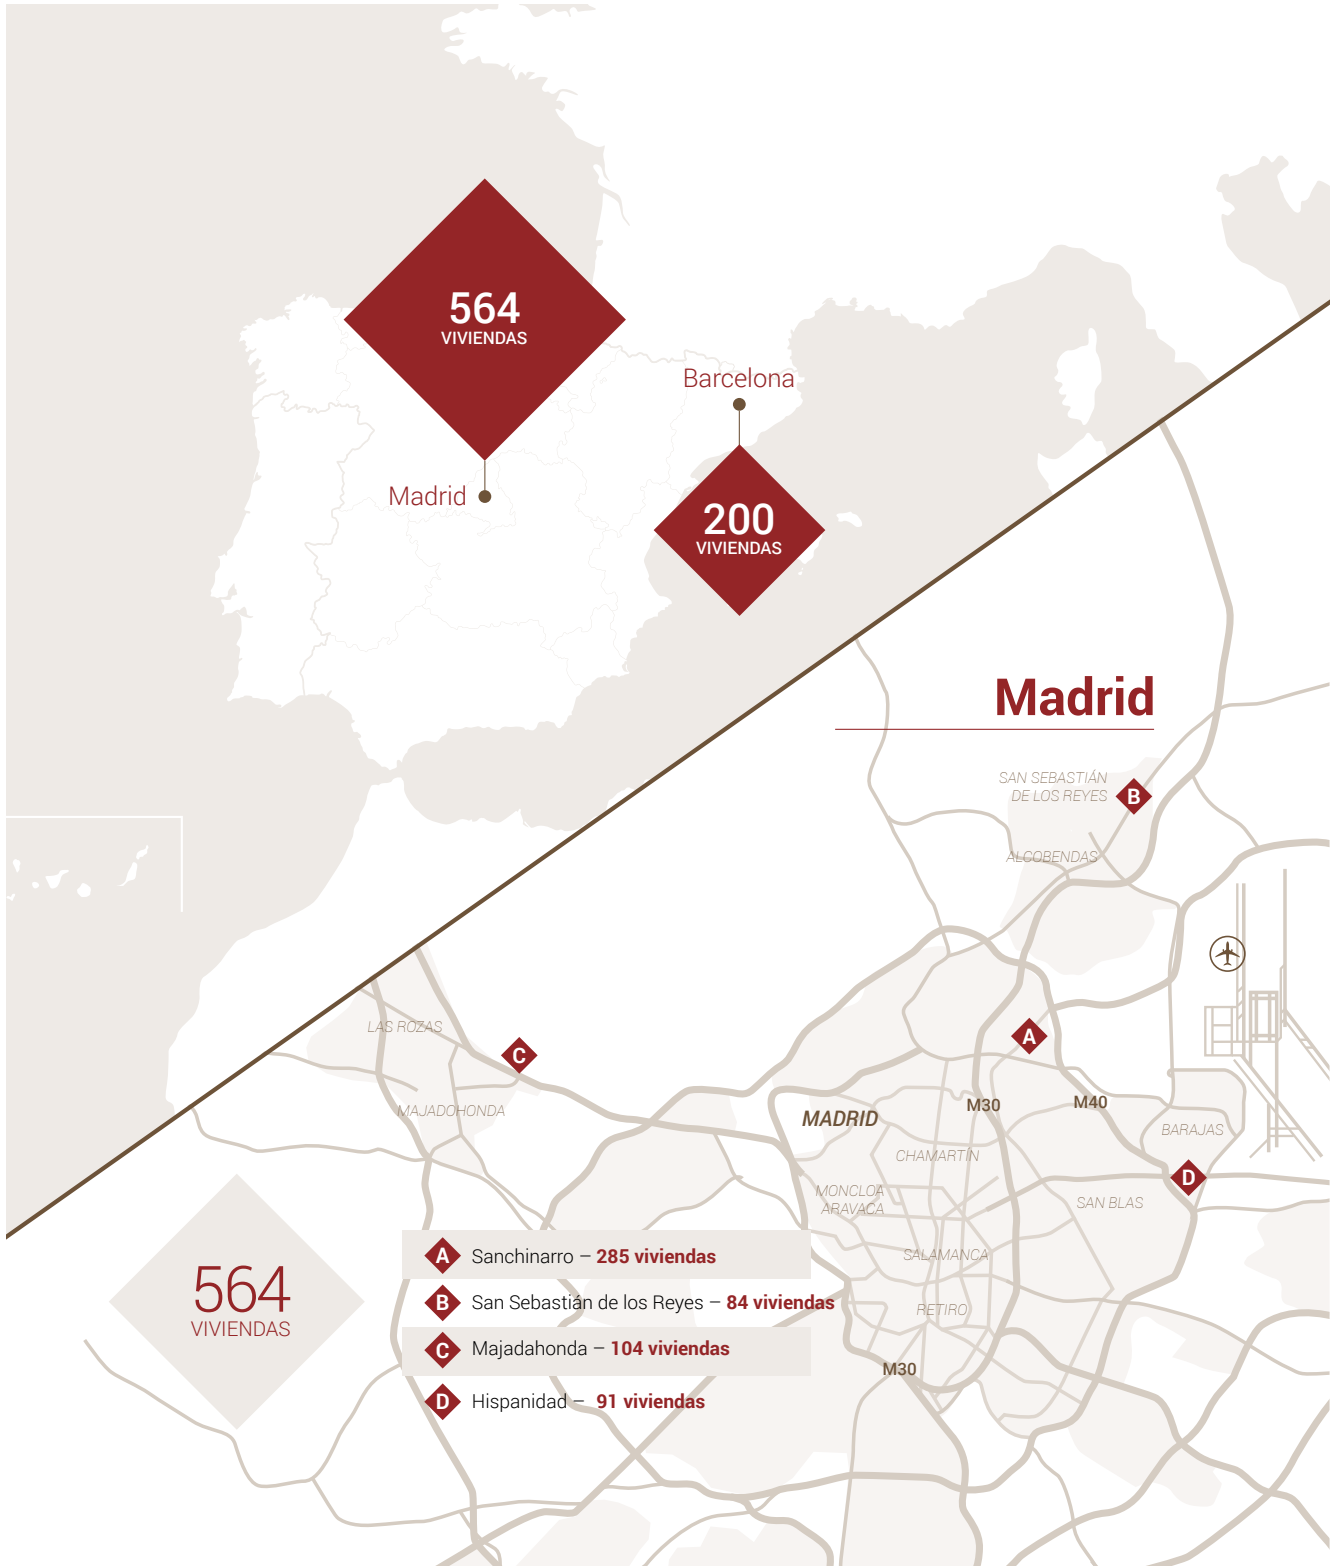 564
VIVIENDAS
Barcelona
Madrid
200
VIVIENDAS
Madrid
SAN SEBASTIÁN
DE LOS REYES
B
ALCOBENDAS
LAS ROZAS
C
A
MAJADOHONDA
MADRID
M30
M40
BARAJAS
CHAMARTÍN
D
MONCLOA
ARAVACA
SAN BLAS
SALAMANCA
RETIRO
M30
564
VIVIENDAS
A Sanchinarro – 285 viviendas
B San Sebastián de los Reyes – 84 viviendas
C Majadahonda – 104 viviendas
D Hispanidad – 91 viviendas